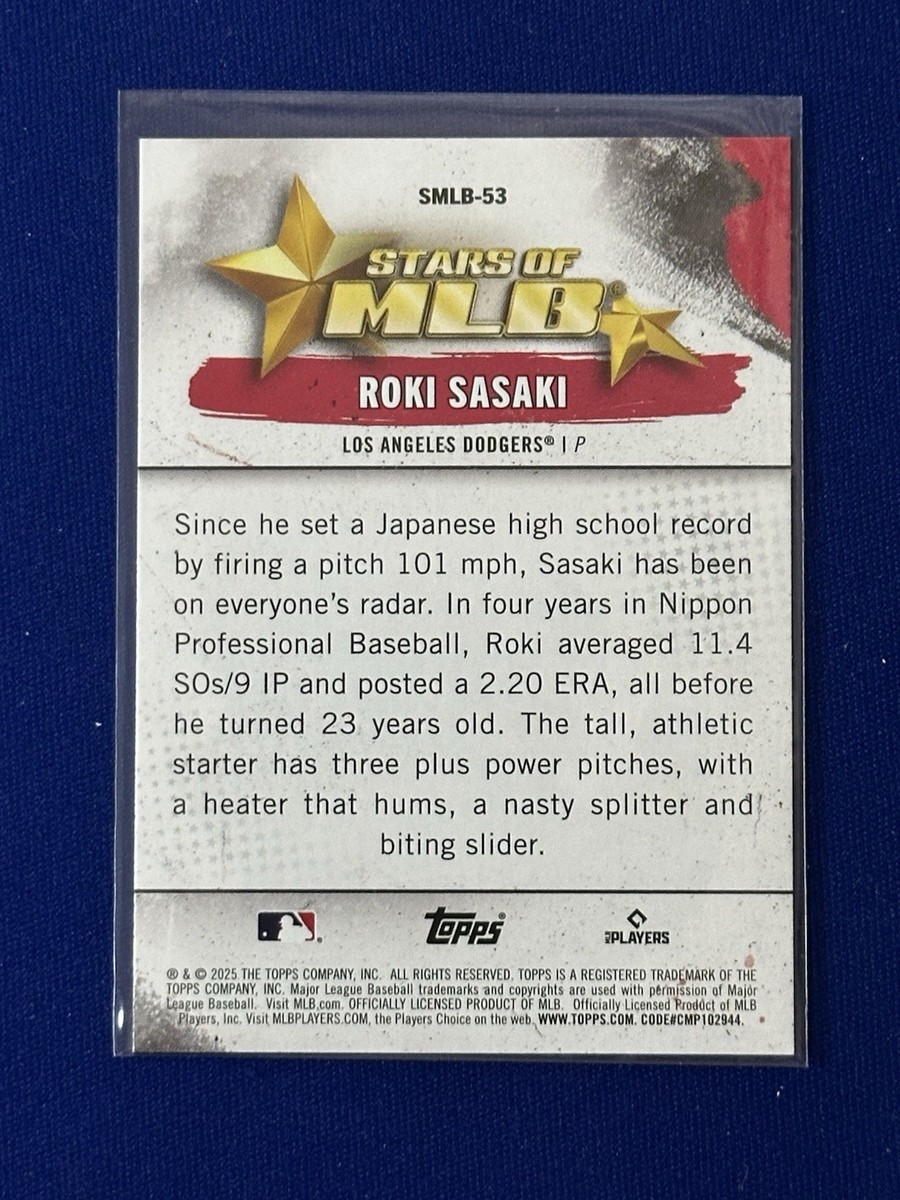 SMLB-53
STARS OF
MLB®
ROKI SASAKI
LOS ANGELES DODGERS® | P
Since he set a Japanese high school record
by firing a pitch 101 mph, Sasaki has been
on everyone's radar. In four years in Nippon
Professional Baseball, Roki averaged 11.4
SOs/9 IP and posted a 2.20 ERA, all before
he turned 23 years old. The tall, athletic
starter has three plus power pitches, with
a heater that hums, a nasty splitter and
biting slider.
Topps® PLAYERS
® & © 2025 THE TOPPS COMPANY, INC. ALL RIGHTS RESERVED. TOPPS IS A REGISTERED TRADEMARK OF THE
TOPPS COMPANY, INC. Major League Baseball trademarks and copyrights are used with permission of Major
League Baseball. Visit MLB.com. OFFICIALLY LICENSED PRODUCT OF MLB. Officially Licensed Product of MLB
Players, Inc. Visit MLBPLAYERS.COM, the Players Choice on the web. WWW.TOPPS.COM. CODE#CMP102944.